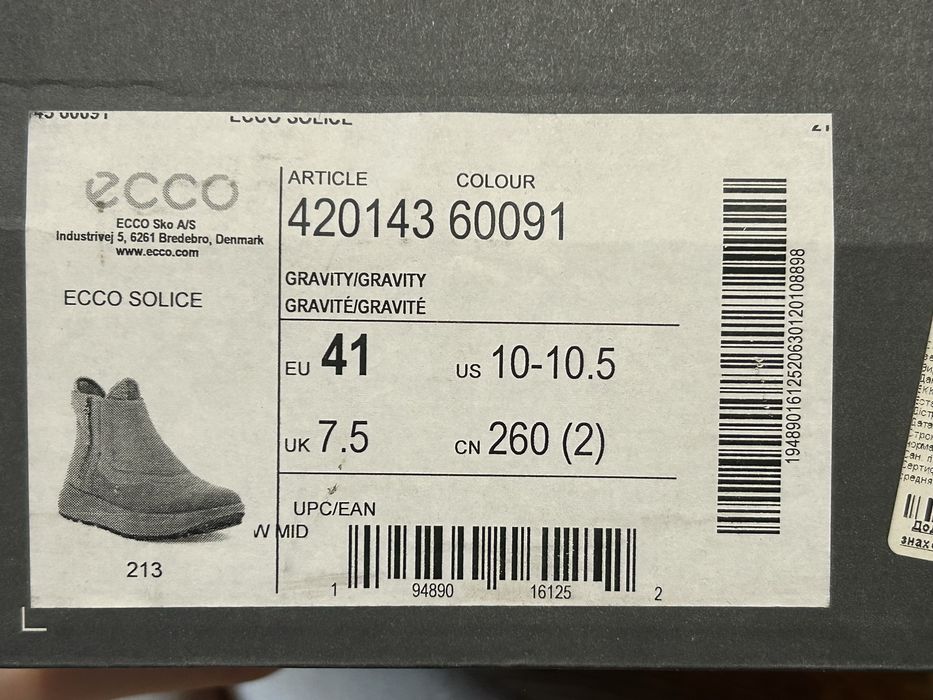 ECCO SOLICE
ecco
ECCO Sko A/S
Industrivej 5, 6261 Bredebro, Denmark
www.ecco.com
ECCO SOLICE
213
W MID
ARTICLE COLOUR
420143 60091
GRAVITY/GRAVITY
GRAVITÉ/GRAVITÉ
EU 41 US 10-10.5
UK 7.5 CN 260 (2)
UPC/EAN
1 94890 16125 2
1948901612520630120108898
знах